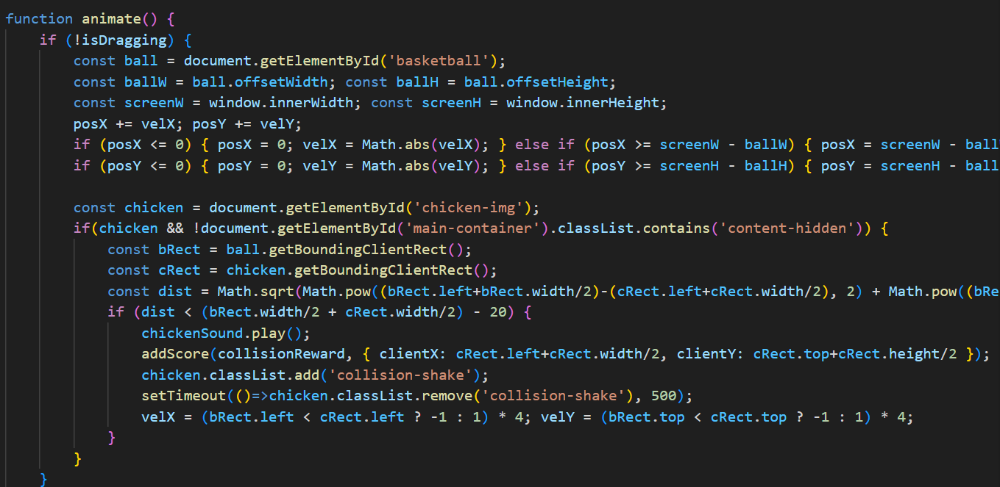 function animate() {
    if (!isDragging) {
        const ball = document.getElementById('basketball');
        const ballW = ball.offsetWidth; const ballH = ball.offsetHeight;
        const screenW = window.innerWidth; const screenH = window.innerHeight;
        posX += velX; posY += velY;
        if (posX <= 0) { posX = 0; velX = Math.abs(velX); } else if (posX >= screenW - ballW) { posX = screenW - ball
        if (posY <= 0) { posY = 0; velY = Math.abs(velY); } else if (posY >= screenH - ballH) { posY = screenH - ball
        const chicken = document.getElementById('chicken-img');
        if(chicken && !document.getElementById('main-container').classList.contains('content-hidden')) {
            const bRect = ball.getBoundingClientRect();
            const cRect = chicken.getBoundingClientRect();
            const dist = Math.sqrt(Math.pow((bRect.left+bRect.width/2)-(cRect.left+cRect.width/2), 2) + Math.pow((bRe
            if (dist < (bRect.width/2 + cRect.width/2) - 20) {
                chickenSound.play();
                addScore(collisionReward, { clientX: cRect.left+cRect.width/2, clientY: cRect.top+cRect.height/2 });
                chicken.classList.add('collision-shake');
                setTimeout(()=>chicken.classList.remove('collision-shake'), 500);
                velX = (bRect.left < cRect.left ? -1 : 1) * 4; velY = (bRect.top < cRect.top ? -1 : 1) * 4;
            }
        }
    }